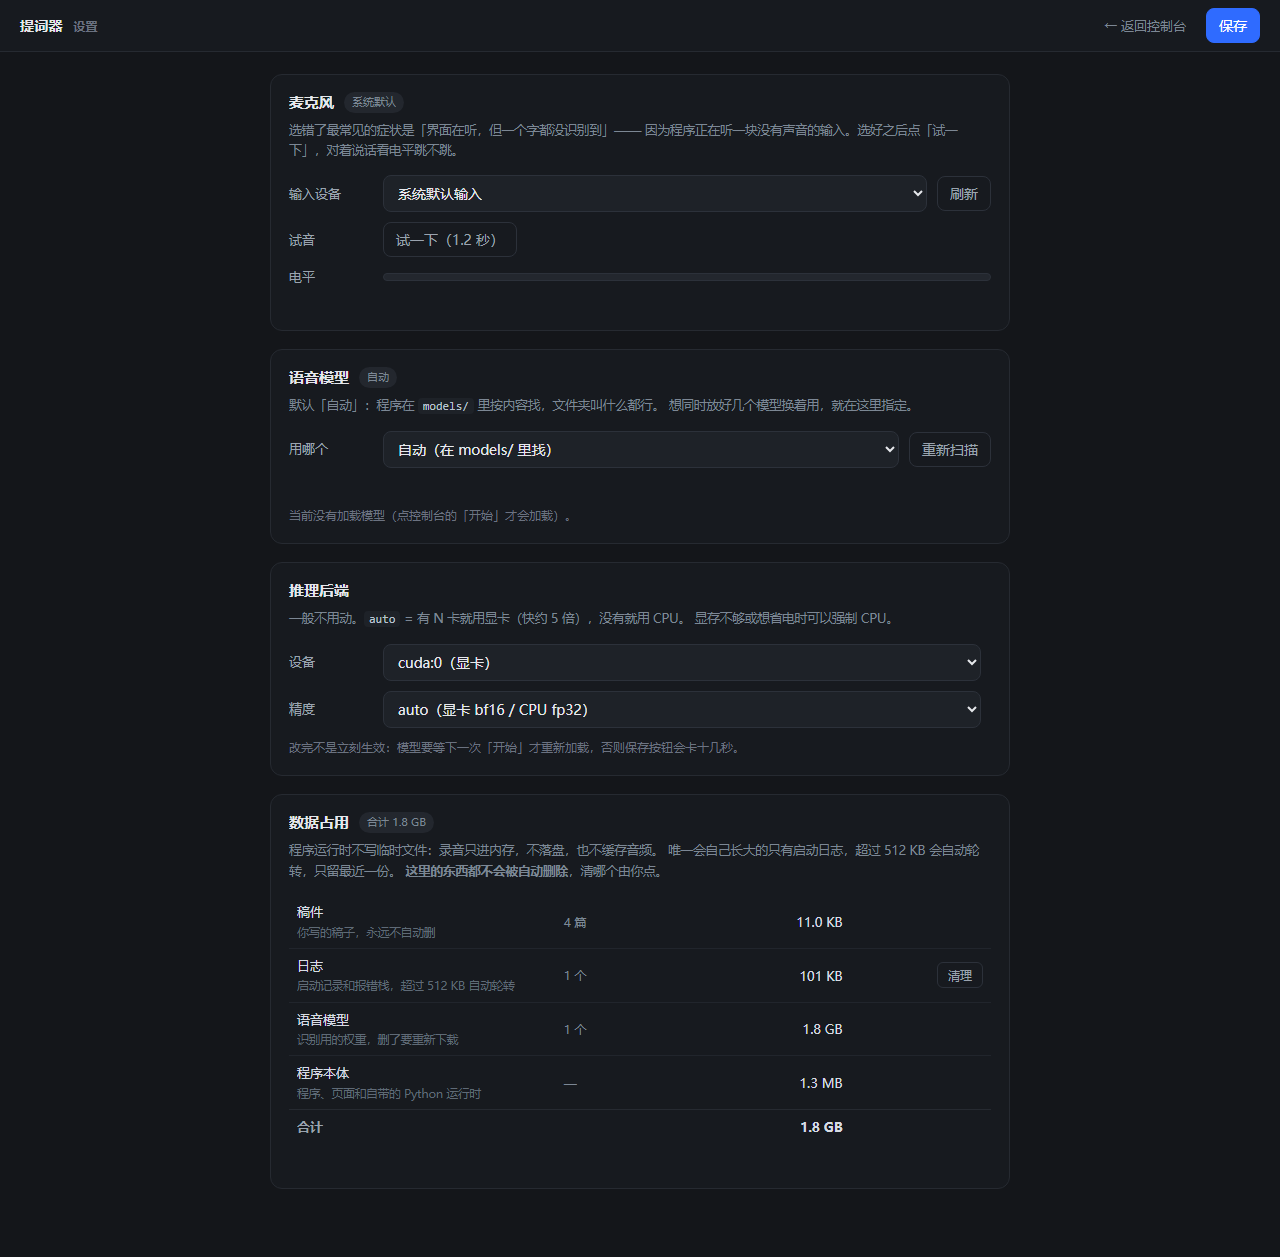 提词器 设置
← 返回控制台 保存
麦克风 系统默认
选错了最常见的症状是「界面在听，但一个字都没识别到」—— 因为程序正在听一块没有声音的输入。选好之后点「试一
下」，对着说话看电平跳不跳。
输入设备 系统默认输入 刷新
试音 试一下（1.2 秒）
电平
语音模型 自动
默认「自动」：程序在 models/ 里按内容找，文件夹叫什么都行。 想同时放好几个模型换着用，就在这里指定。
用哪个 自动（在 models/ 里找） 重新扫描
当前没有加载模型（点控制台的「开始」才会加载）。
推理后端
一般不用动。 auto = 有 N 卡就用显卡（快约 5 倍），没有就用 CPU。 显存不够或想省电时可以强制 CPU。
设备 cuda:0（显卡）
精度 auto（显卡 bf16 / CPU fp32）
改完不是立刻生效：模型要等下一次「开始」才重新加载，否则保存按钮会卡十几秒。
数据占用 合计 1.8 GB
程序运行时不写临时文件：录音只进内存，不落盘，也不缓存音频。 唯一会自己长大的只有启动日志，超过 512 KB 会自动轮
转，只留最近一份。 这里的东西都不会被自动删除，清哪个由你点。
稿件 4 篇 11.0 KB
你写的稿子，永远不自动删
日志 1 个 101 KB 清理
启动记录和报错栈，超过 512 KB 自动轮转
语音模型 1 个 1.8 GB
识别用的权重，删了要重新下载
程序本体 — 1.3 MB
程序、页面和自带的 Python 运行时
合计 1.8 GB